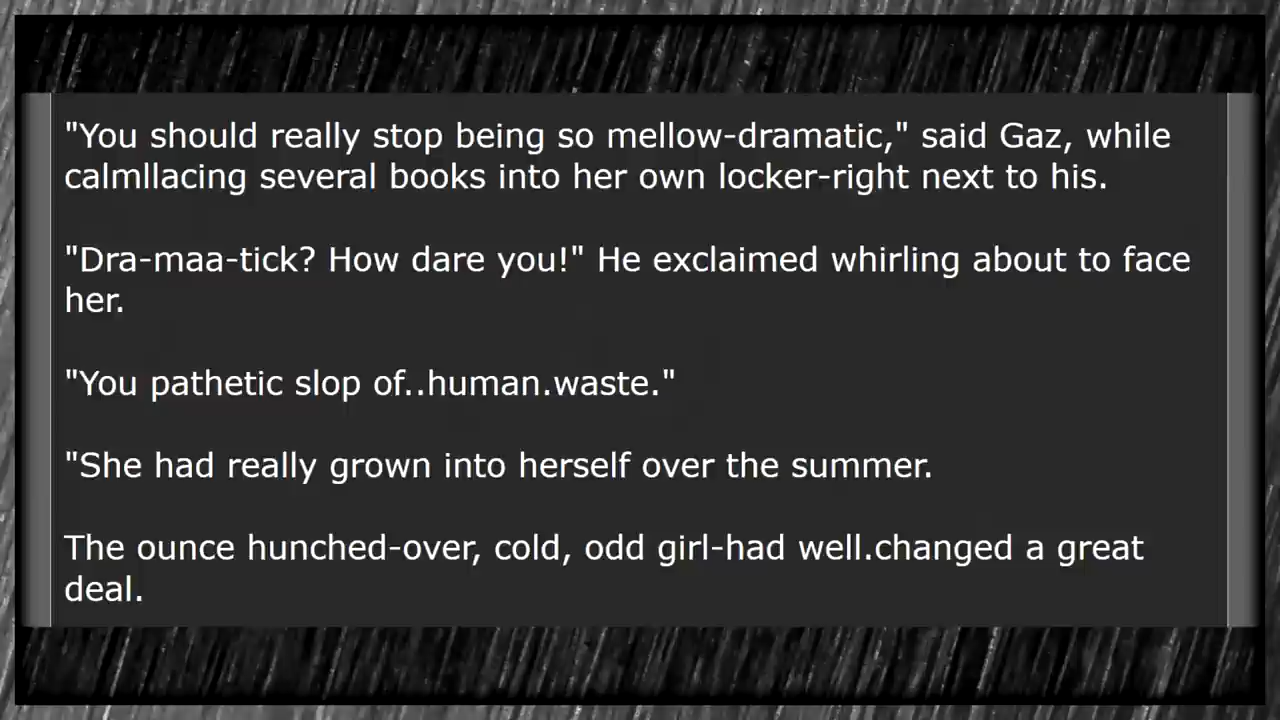 "You should really stop being so mellow-dramatic," said Gaz, while
calmllacing several books into her own locker-right next to his.
"Dra-maa-tick? How dare you!" He exclaimed whirling about to face
her.
"You pathetic slop of..human.waste."
"She had really grown into herself over the summer.
The ounce hunched-over, cold, odd girl-had well.changed a great
deal.